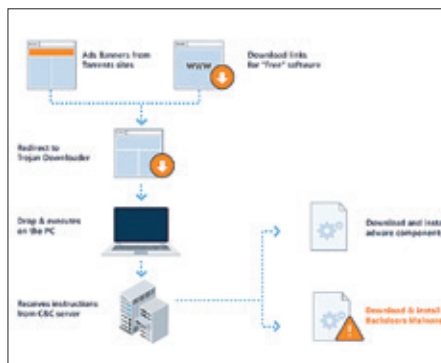 Ads Banners from
Torrents sites
Download links
for "Free" software
www
Redirect to
Trojan Downloader
Drop & executes
on the PC
Receives instructions
from C&C server
Download and insta
adware component
Download & Install
Backdoors Malware